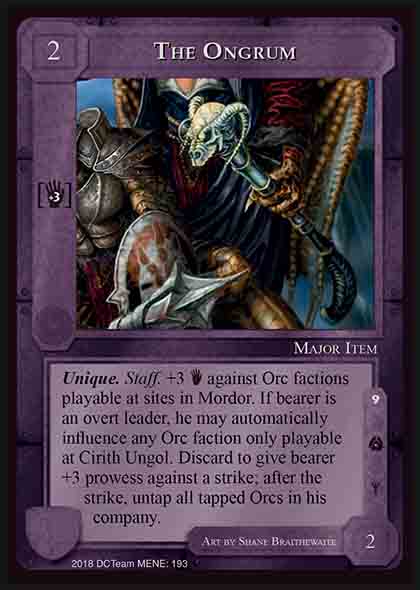 2
The Ongrum
[+3]
Major Item
Unique. Staff. +3 against Orc factions
playable at sites in Mordor. If bearer is
an overt leader, he may automatically
influence any Orc faction only playable
at Cirith Ungol. Discard to give bearer
+3 prowess against a strike; after the
strike, untap all tapped Orcs in his
company.
9
Art by Shane Braithewaite
2
2018 DCTeam MENE: 193